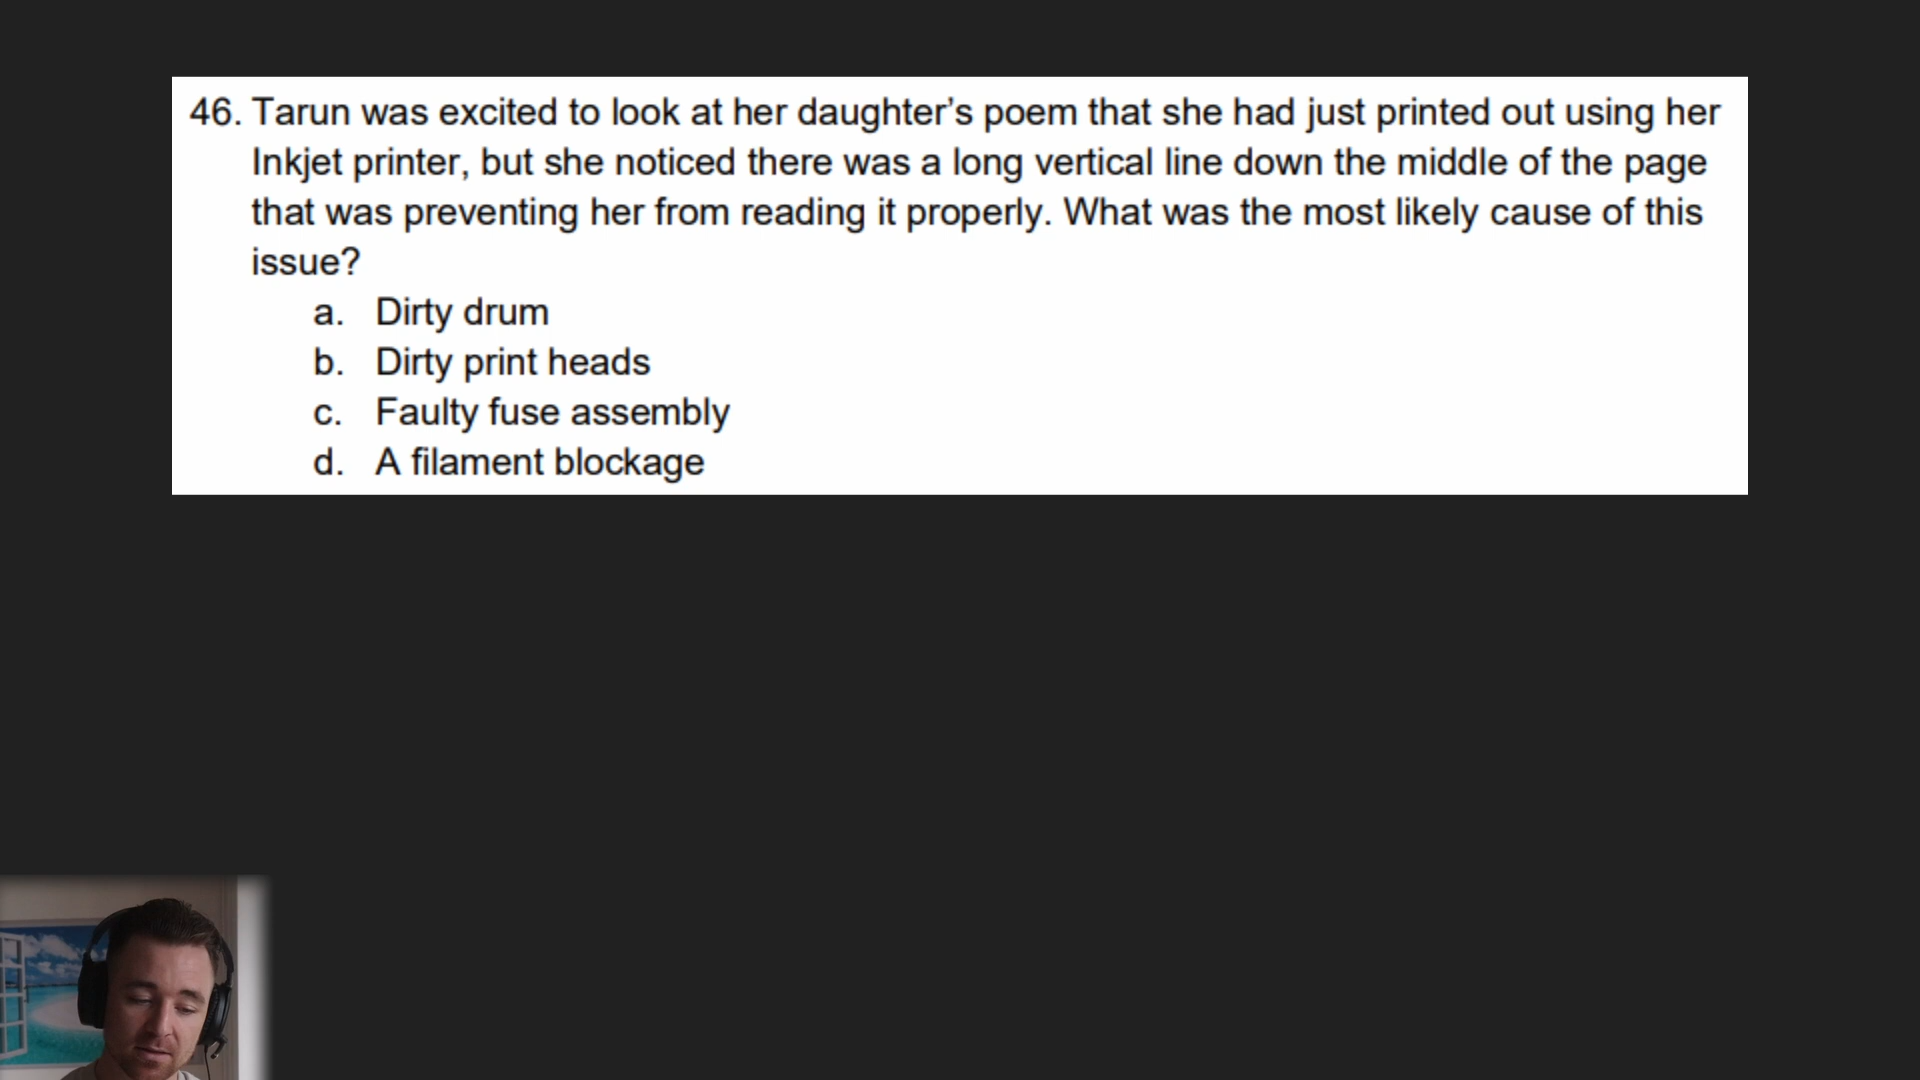 46. Tarun was excited to look at her daughter’s poem that she had just printed out using her
Inkjet printer, but she noticed there was a long vertical line down the middle of the page
that was preventing her from reading it properly. What was the most likely cause of this
issue?
a. Dirty drum
b. Dirty print heads
c. Faulty fuse assembly
d. A filament blockage